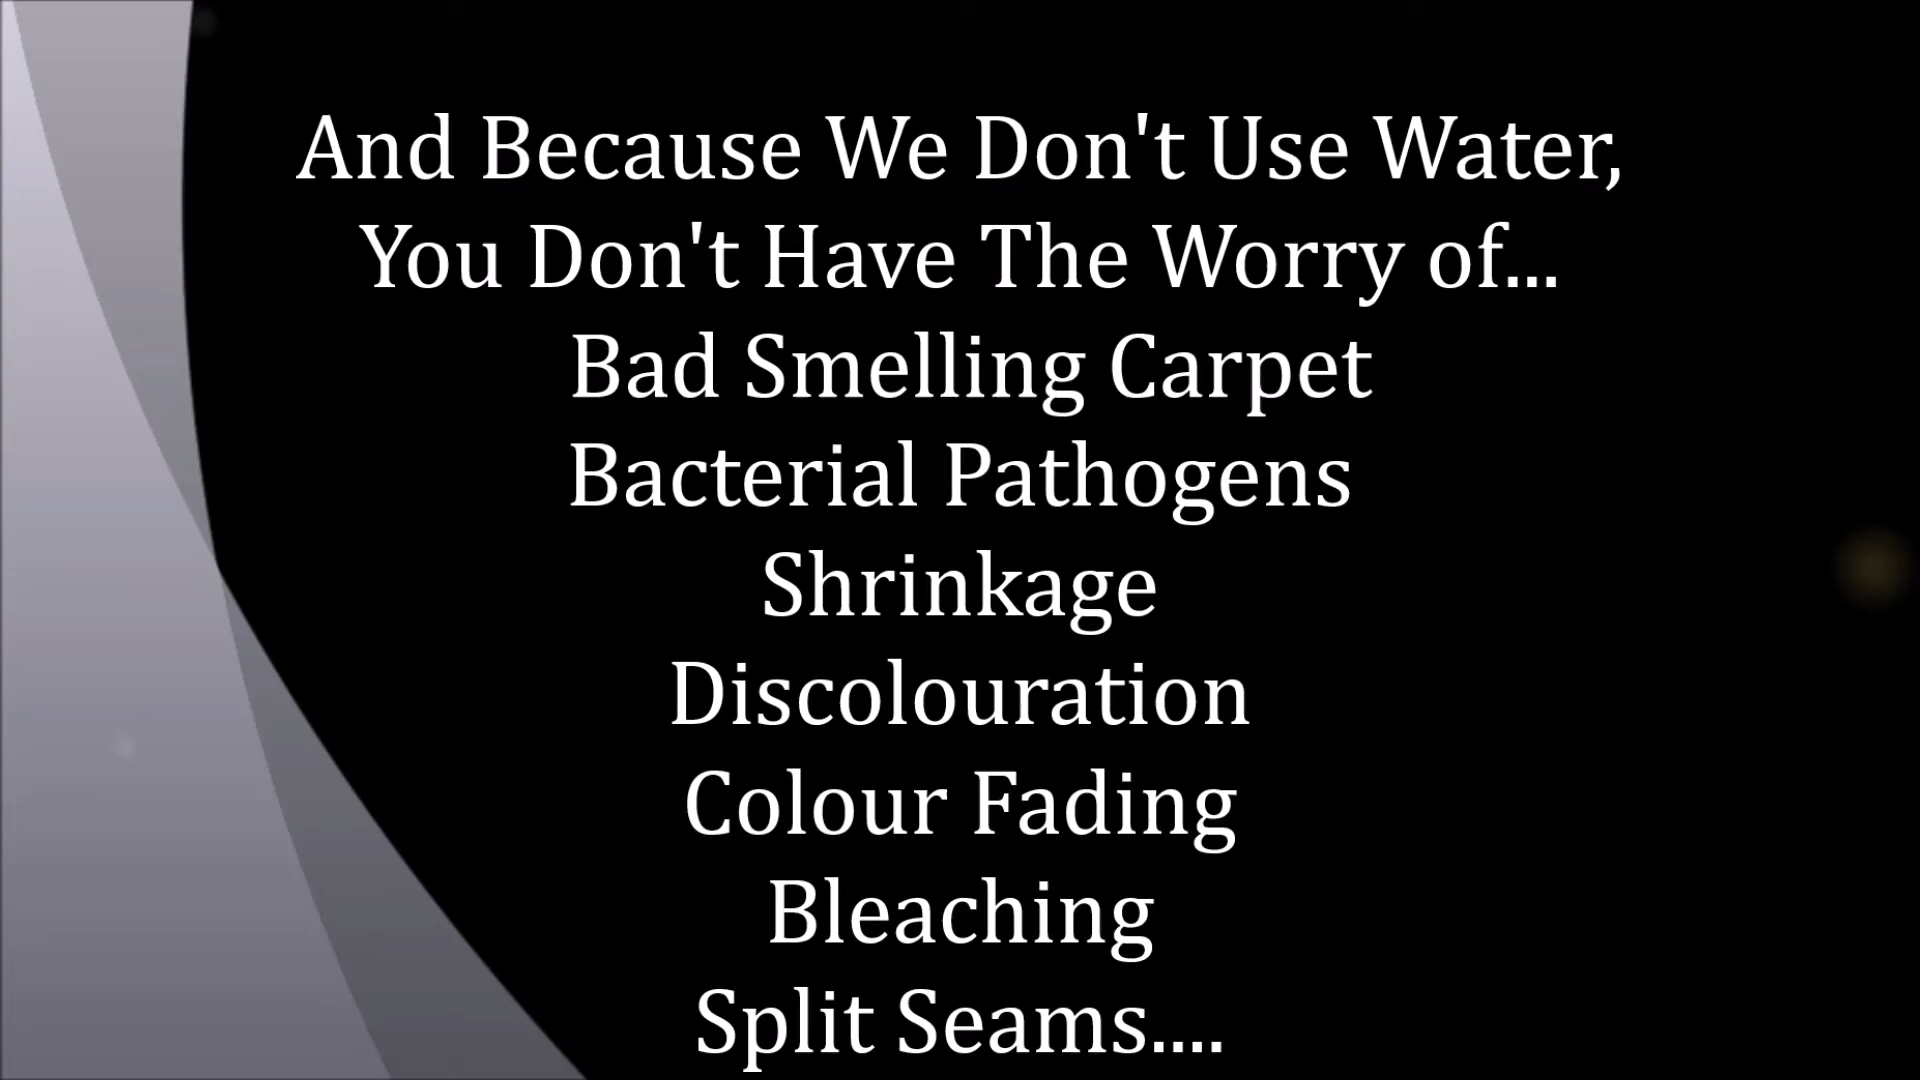 And Because We Don't Use Water,
You Don't Have The Worry of...
Bad Smelling Carpet
Bacterial Pathogens
Shrinkage
Discolouration
Colour Fading
Bleaching
Split Seams....